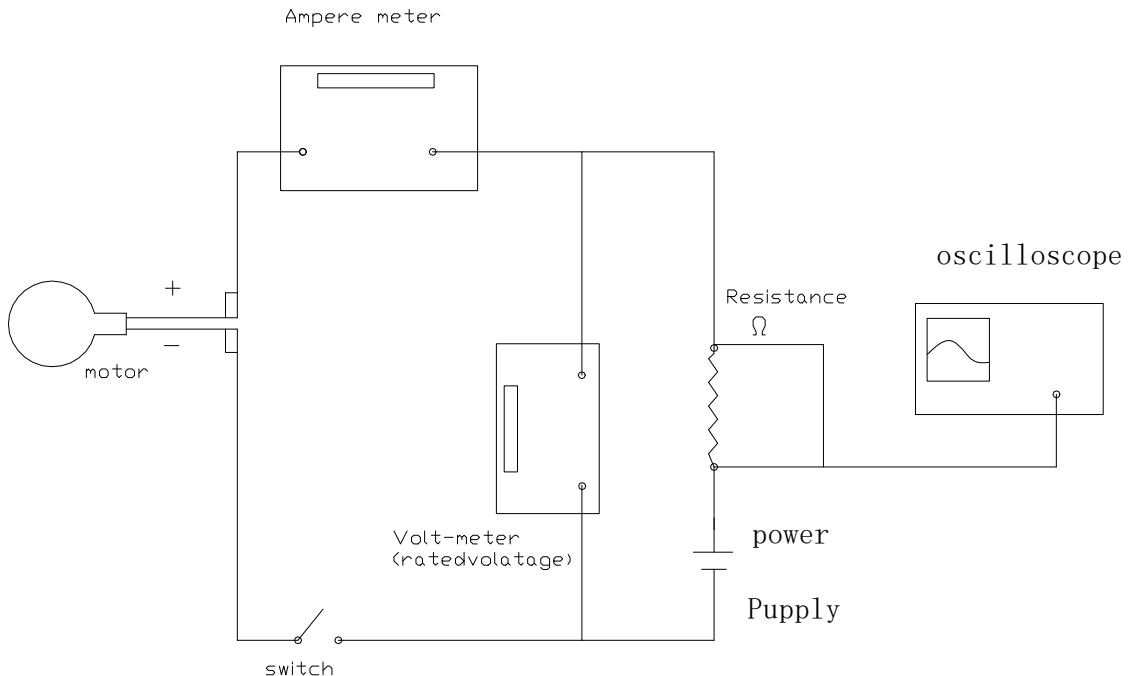 Ampere meter
oscilloscope
+
Resistance
Ω
−
motor
Volt-meter
(ratedvolatage)
power
Pupply
switch